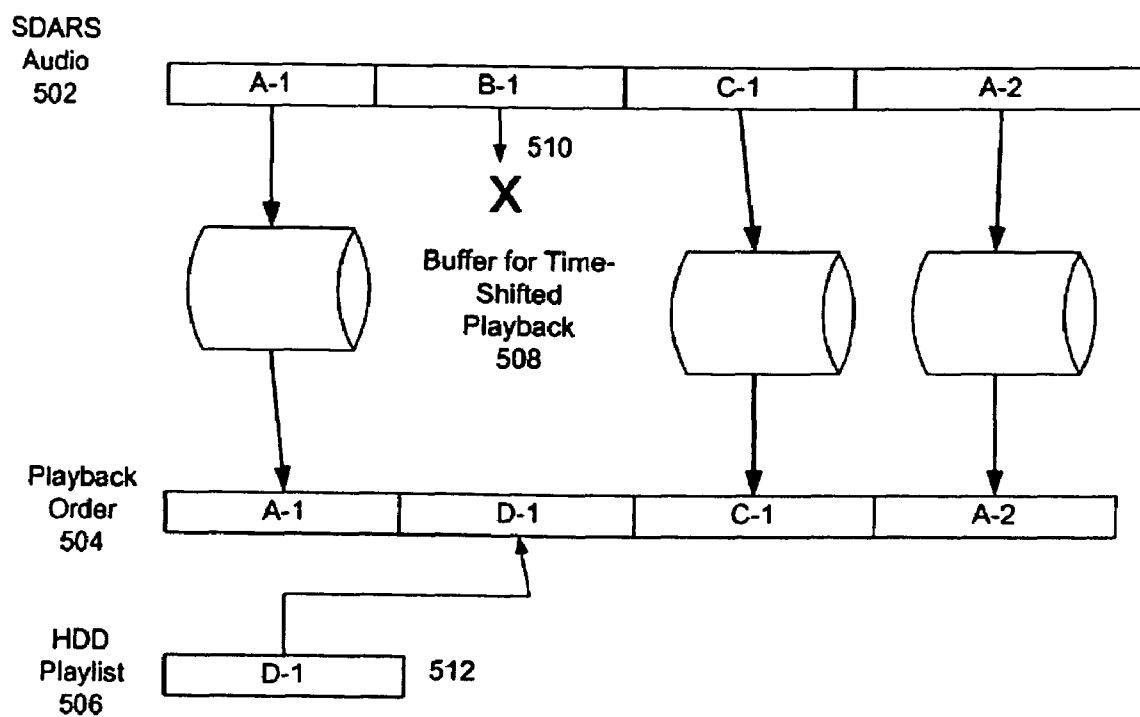 SDARS
Audio
502
A-1 B-1 C-1 A-2
510
X
Buffer for Time-
Shifted
Playback
508
Playback
Order
504
A-1 D-1 C-1 A-2
HDD
Playlist
506
D-1
512